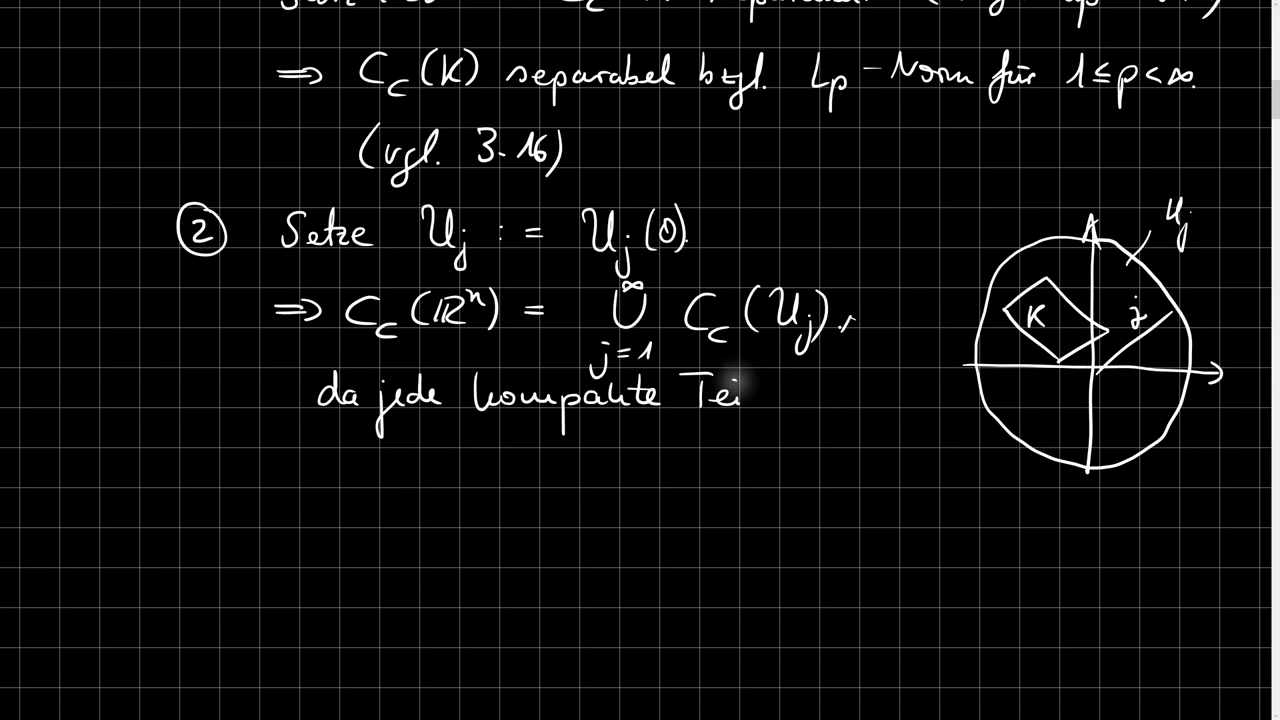 ⇒ C_c(K) separabel bzgl. L_p-Norm für 1 ≤ p < ∞.
(vgl. 3.16)
② Setze U_j := U_j(0).
⇒ C_c(ℝⁿ) = ⋃_{j=1}^∞ C_c(U_j),
da jede kompakte Tei
U_j
K
j